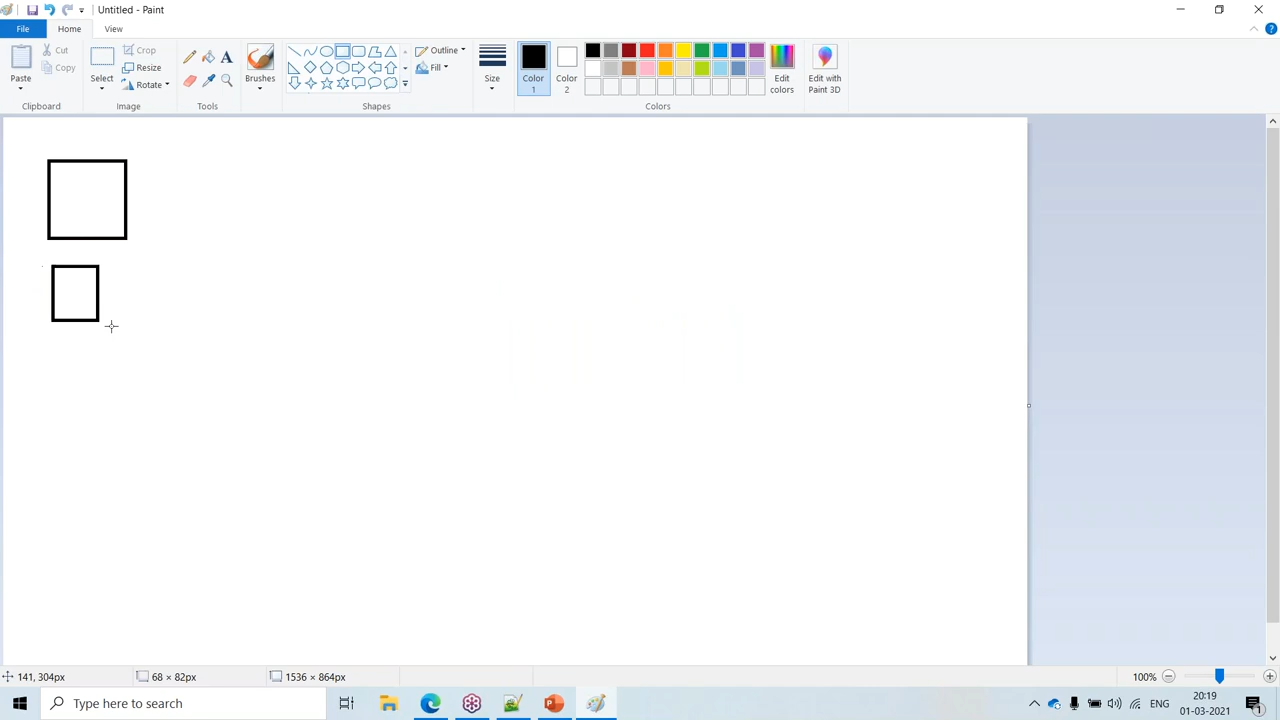 Untitled - Paint
File Home View
Paste
Cut
Copy
Clipboard
Select
Crop
Resize
Rotate
Image
A
Tools
Brushes
Outline
Fill
Shapes
Size
Color 1
Color 2
Edit colors
Colors
Edit with Paint 3D
141, 304px 68 × 82px 1536 × 864px 100%
Type here to search
ENG
20:19
01-03-2021
1